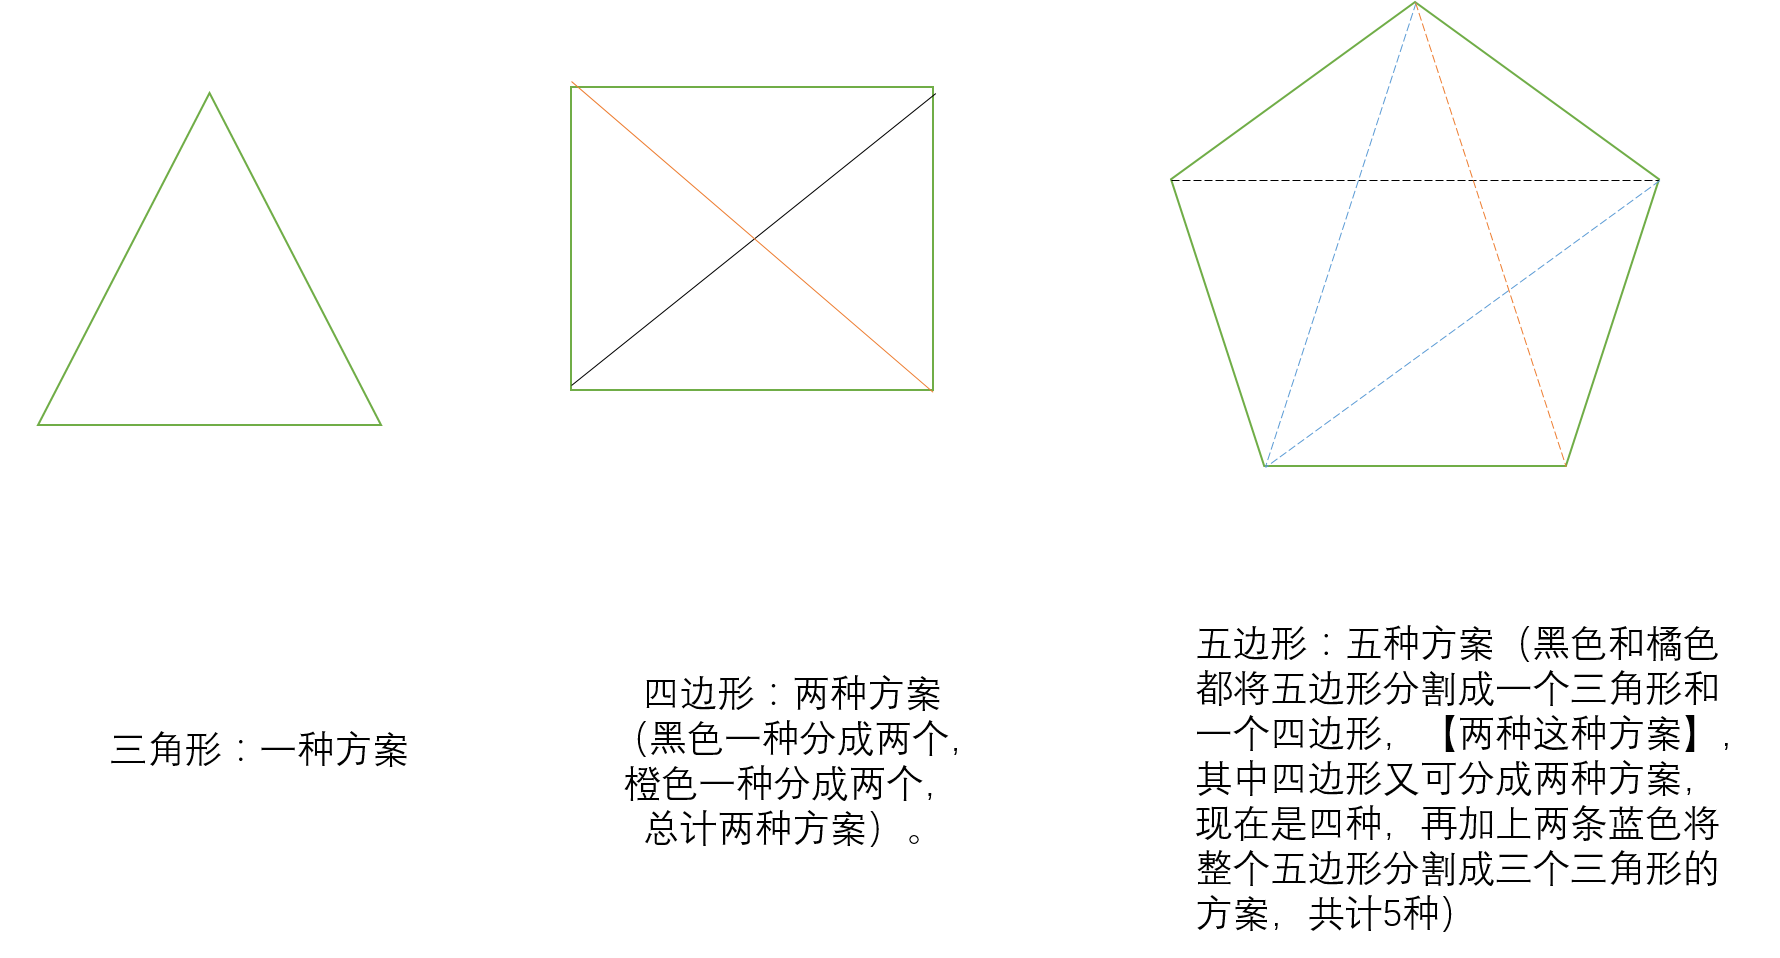 三角形：一种方案
四边形：两种方案
（黑色一种分成两个，
橙色一种分成两个，
总计两种方案）。
五边形：五种方案（黑色和橘色
都将五边形分割成一个三角形和
一个四边形，【两种这种方案】，
其中四边形又可分成两种方案，
现在是四种，再加上两条蓝色将
整个五边形分割成三个三角形的
方案，共计5种）